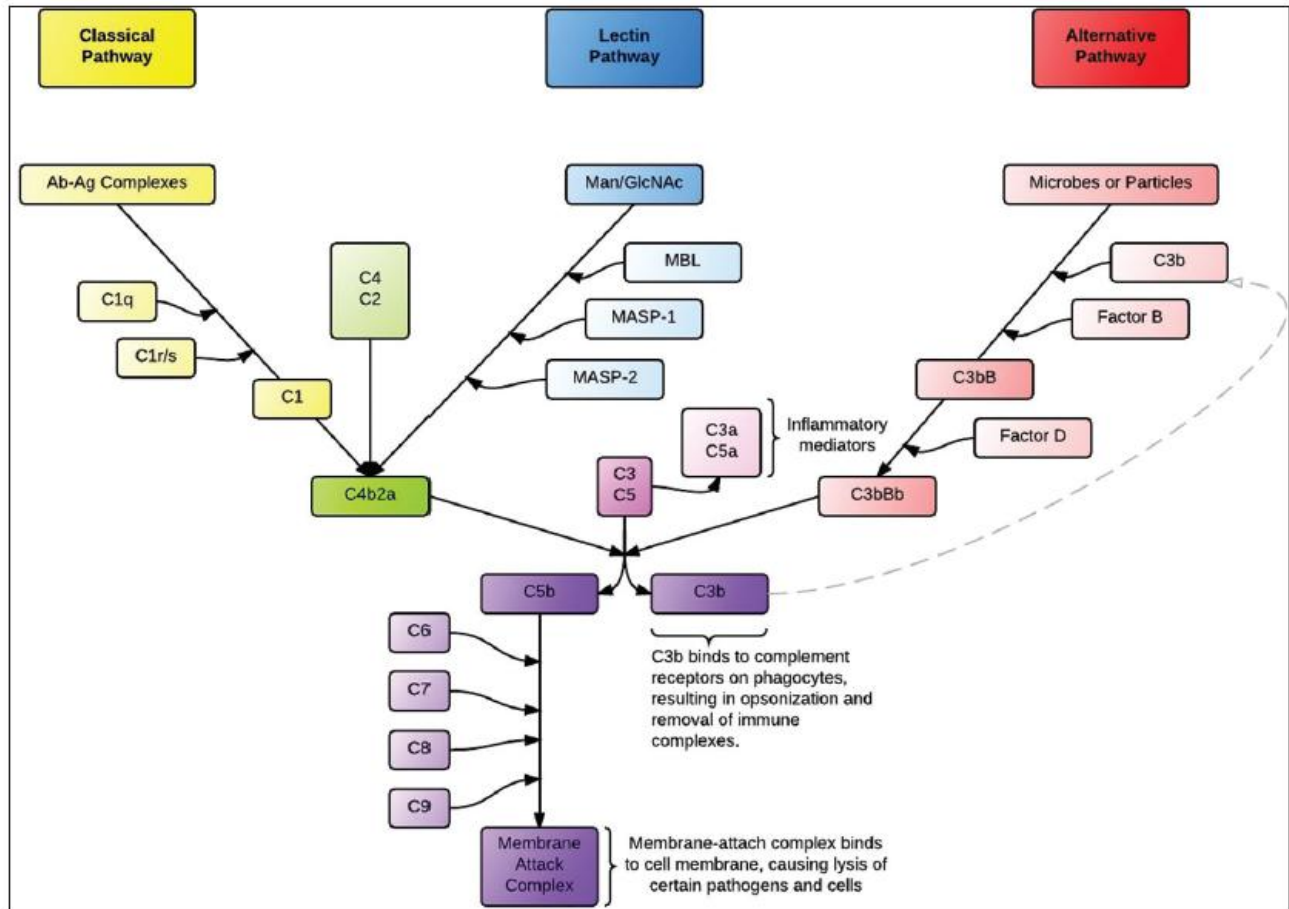 Classical
Pathway
Lectin
Pathway
Alternative
Pathway
Ab-Ag Complexes
Man/GlcNAc
Microbes or Particles
C4
C2
MBL
C3b
C1q
MASP-1
Factor B
C1r/s
MASP-2
C3bB
C1
C3a
C5a
Inflammatory
mediators
Factor D
C4b2a
C3
C5
C3bBb
C5b
C3b
C6
C7
C8
C9
C3b binds to complement
receptors on phagocytes,
resulting in opsonization and
removal of immune
complexes.
Membrane
Attack
Complex
Membrane-attach complex binds
to cell membrane, causing lysis of
certain pathogens and cells